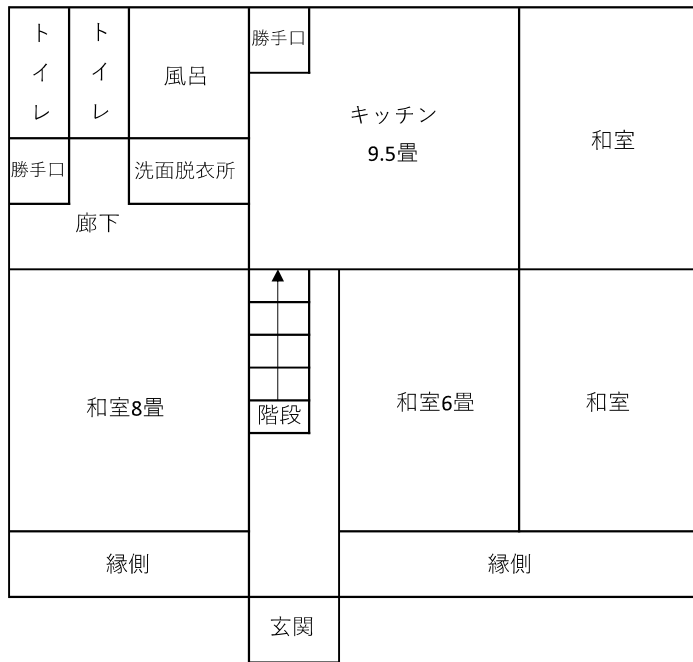 トイレ
トイレ
風呂
勝手口
キッチン
9.5畳
和室
勝手口
洗面脱衣所
廊下
和室8畳
階段
和室6畳
和室
縁側
縁側
玄関